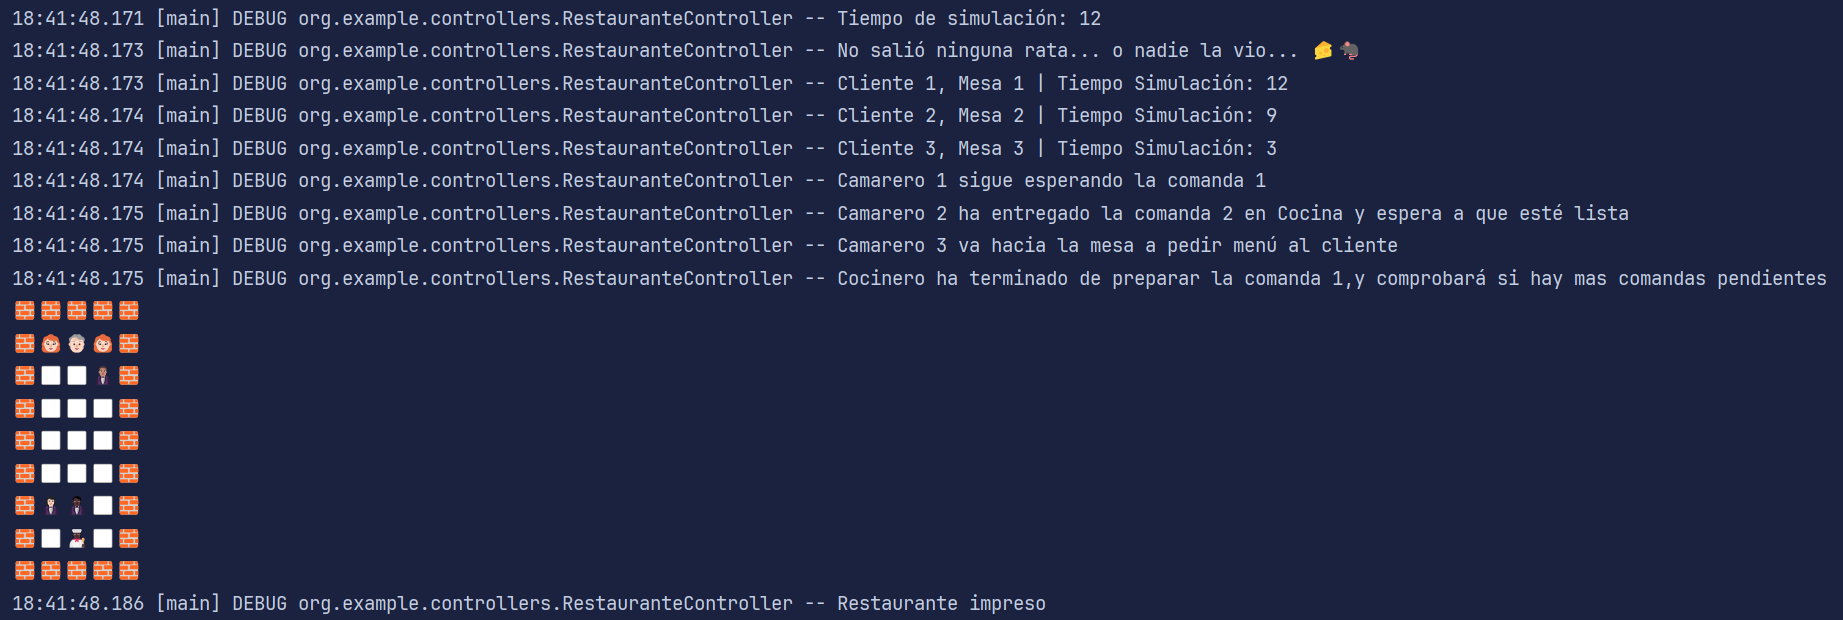 18:41:48.171 [main] DEBUG org.example.controllers.RestauranteController -- Tiempo de simulación: 12
18:41:48.173 [main] DEBUG org.example.controllers.RestauranteController -- No salió ninguna rata... o nadie la vio... 🧀🐀
18:41:48.173 [main] DEBUG org.example.controllers.RestauranteController -- Cliente 1, Mesa 1 | Tiempo Simulación: 12
18:41:48.174 [main] DEBUG org.example.controllers.RestauranteController -- Cliente 2, Mesa 2 | Tiempo Simulación: 9
18:41:48.174 [main] DEBUG org.example.controllers.RestauranteController -- Cliente 3, Mesa 3 | Tiempo Simulación: 3
18:41:48.174 [main] DEBUG org.example.controllers.RestauranteController -- Camarero 1 sigue esperando la comanda 1
18:41:48.175 [main] DEBUG org.example.controllers.RestauranteController -- Camarero 2 ha entregado la comanda 2 en Cocina y espera a que esté lista
18:41:48.175 [main] DEBUG org.example.controllers.RestauranteController -- Camarero 3 va hacia la mesa a pedir menú al cliente
18:41:48.175 [main] DEBUG org.example.controllers.RestauranteController -- Cocinero ha terminado de preparar la comanda 1,y comprobará si hay mas comandas pendientes
18:41:48.186 [main] DEBUG org.example.controllers.RestauranteController -- Restaurante impreso